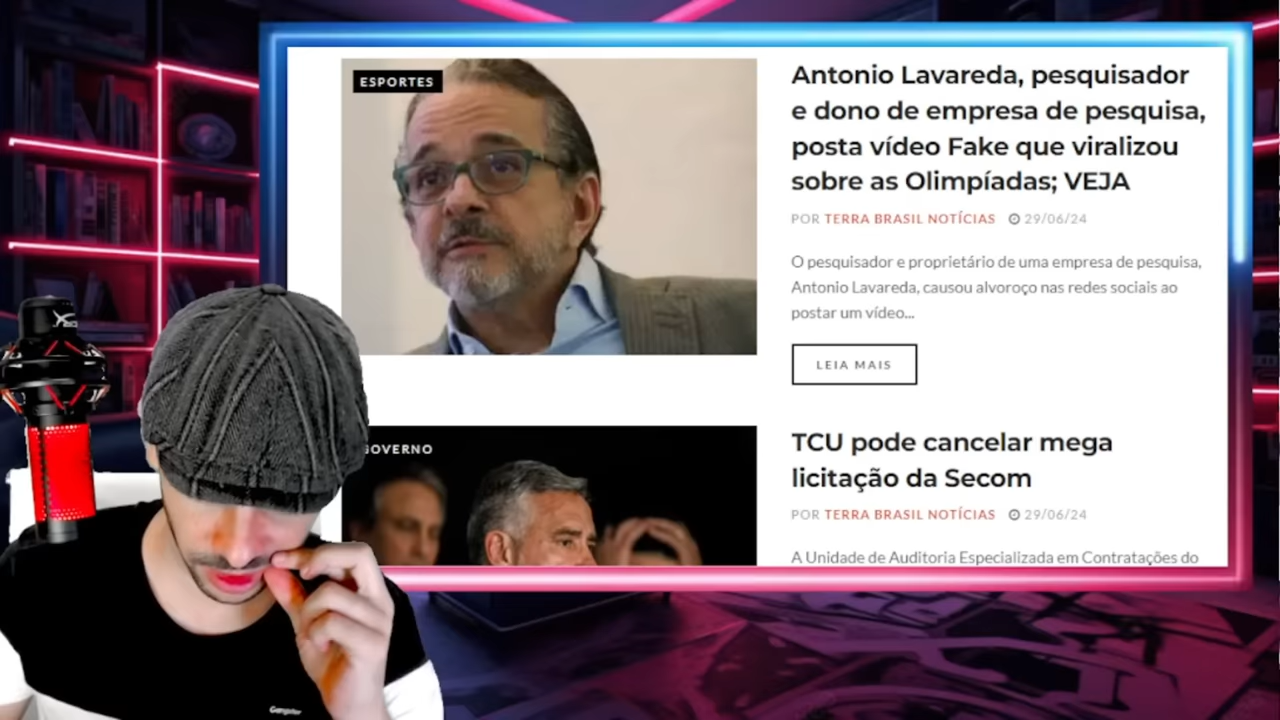 ESPORTES
Antonio Lavareda, pesquisador
e dono de empresa de pesquisa,
posta vídeo Fake que viralizou
sobre as Olimpíadas; VEJA
POR TERRA BRASIL NOTÍCIAS 29/06/24
O pesquisador e proprietário de uma empresa de pesquisa,
Antonio Lavareda, causou alvoroço nas redes sociais ao
postar um vídeo...
LEIA MAIS
GOVERNO
TCU pode cancelar mega
licitação da Secom
POR TERRA BRASIL NOTÍCIAS 29/06/24
A Unidade de Auditoria Especializada em Contratações do
Gangster